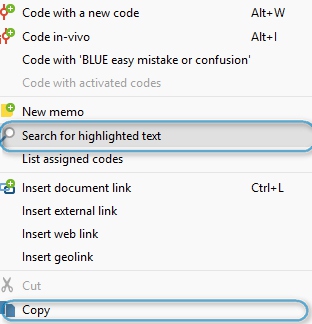 Code with a new code Alt+W
Code in-vivo Alt+I
Code with 'BLUE easy mistake or confusion'
Code with activated codes
New memo
Search for highlighted text
List assigned codes
Insert document link Ctrl+L
Insert external link
Insert web link
Insert geolink
Cut
Copy